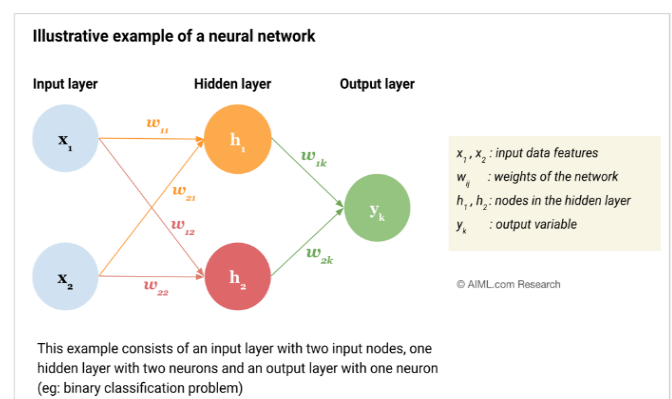 Illustrative example of a neural network
Input layer Hidden layer Output layer
x1 w11 h1
w1k
x1, x2 : input data features
wij : weights of the network
h1, h2 : nodes in the hidden layer
yk : output variable
w21
yk
w12
w2k
x2 w22 h2
© AIML.com Research
This example consists of an input layer with two input nodes, one
hidden layer with two neurons and an output layer with one neuron
(eg: binary classification problem)